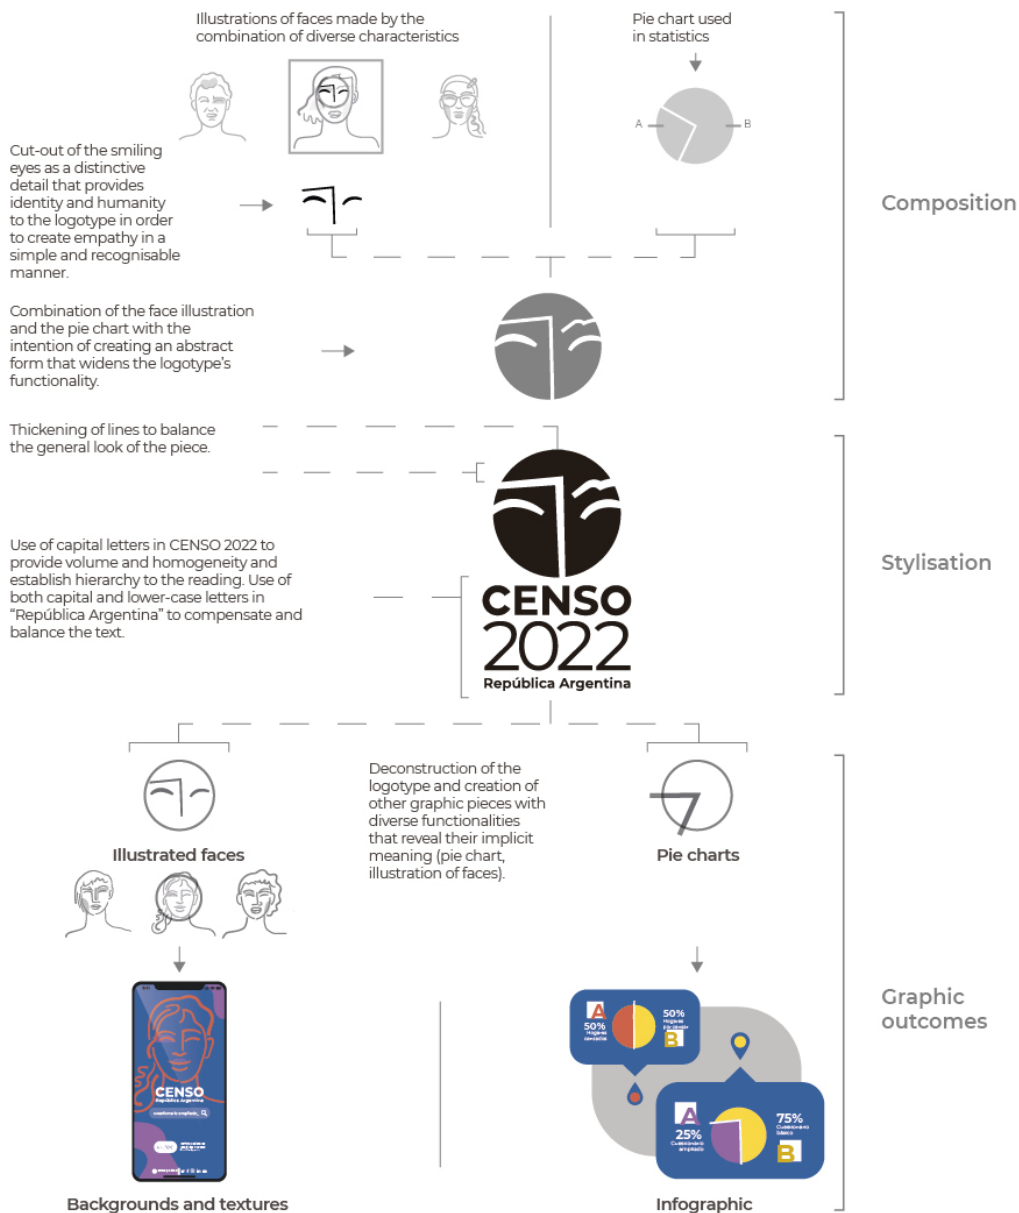 Illustrations of faces made by the
combination of diverse characteristics
Pie chart used
in statistics
A
B
Cut-out of the smiling
eyes as a distinctive
detail that provides
identity and humanity
to the logotype in order
to create empathy in a
simple and recognisable
manner.
Composition
Combination of the face illustration
and the pie chart with the
intention of creating an abstract
form that widens the logotype's
functionality.
Thickening of lines to balance
the general look of the piece.
Use of capital letters in CENSO 2022 to
provide volume and homogeneity and
establish hierarchy to the reading. Use of
both capital and lower-case letters in
“República Argentina” to compensate and
balance the text.
Stylisation
CENSO
2022
República Argentina
Deconstruction of the
logotype and creation of
other graphic pieces with
diverse functionalities
that reveal their implicit
meaning (pie chart,
illustration of faces).
Illustrated faces
Pie charts
Graphic
outcomes
CENSO
República Argentina
A
50%
Hogares
50%
Hogares
B
A
25%
Cuestionario
ampliado
75%
Cuestionario
básico
B
Backgrounds and textures
Infographic